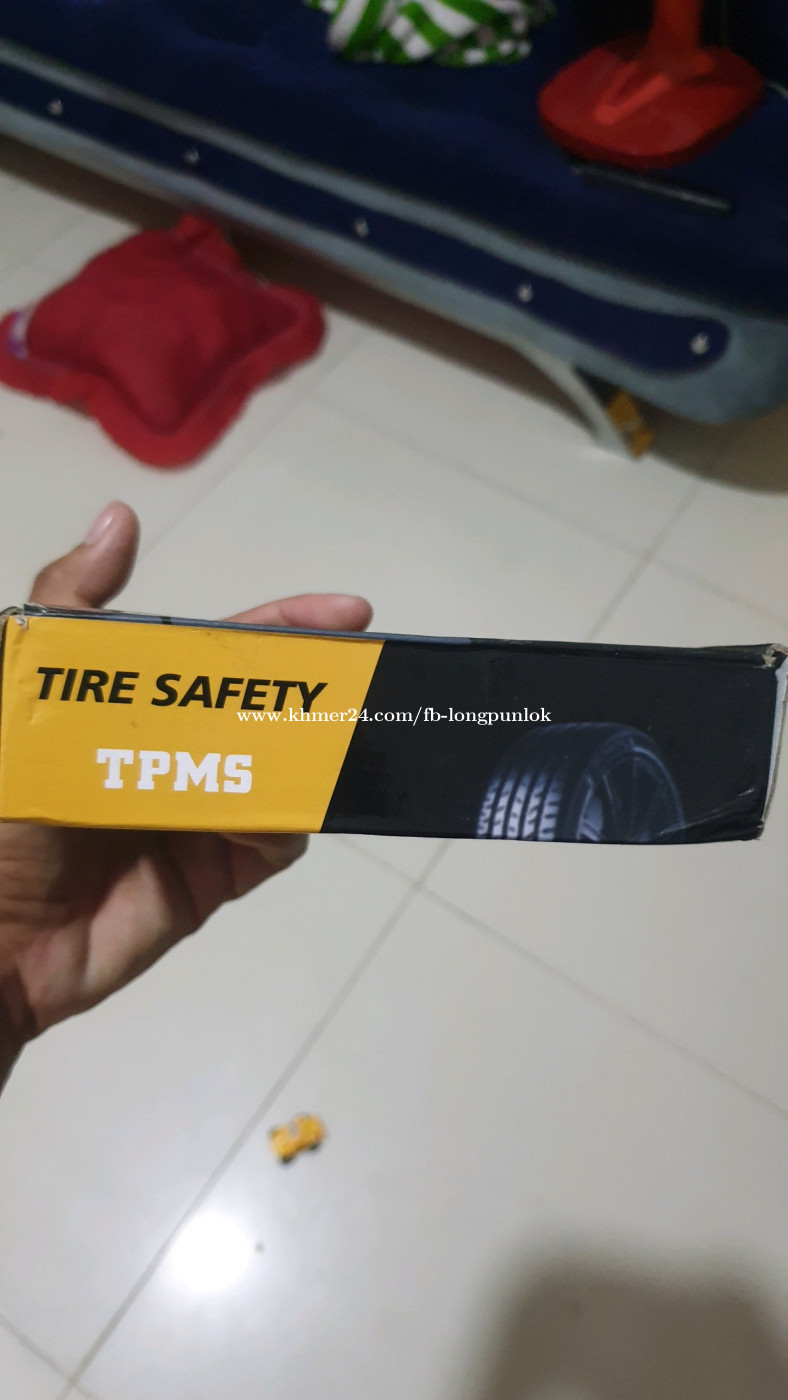 TIRE SAFETY
www.khmer24.com/fb-longpunlok
TPMS